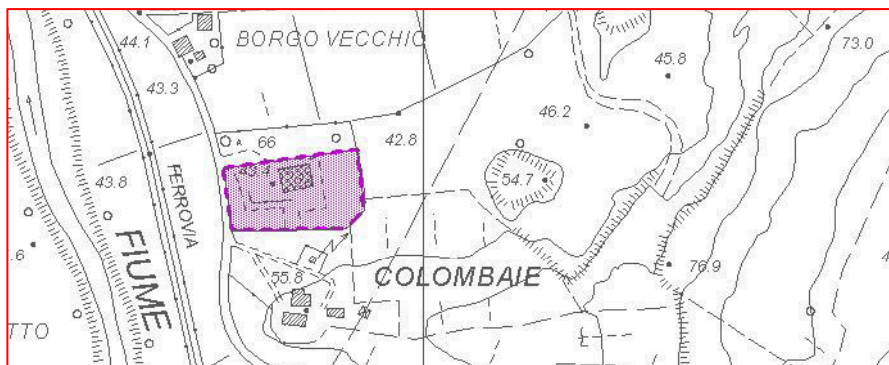 44.1
BORGO VECCHIO
73.0
45.8
43.3
46.2
42.8
A
66
43.8
54.7
FERROVIA
FIUME
.6
55.8
COLOMBAIE
76.9
TTO